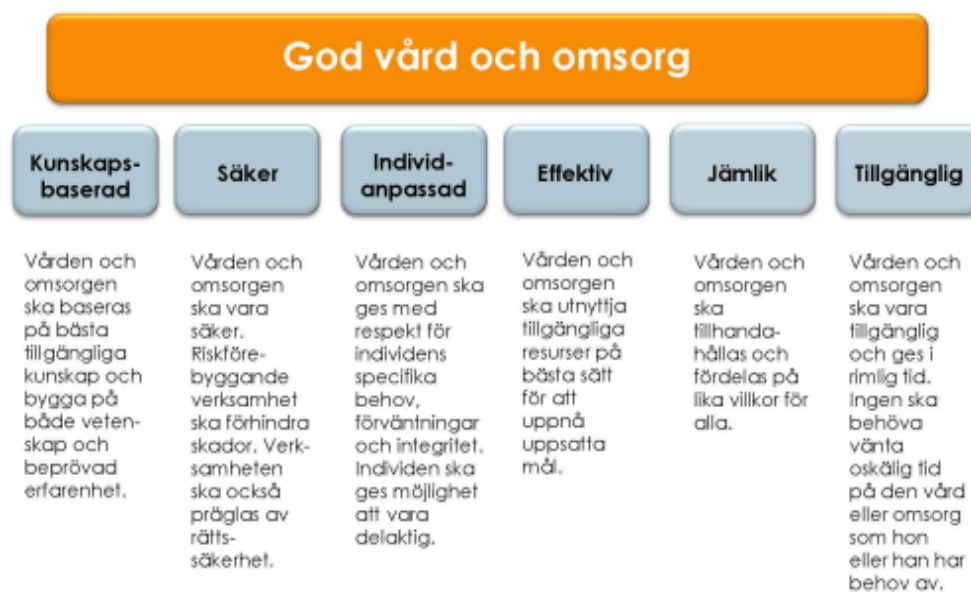 God vård och omsorg
Kunskaps-
baserad
Säker
Individ-
anpassad
Effektiv
Jämlik
Tillgänglig
Vården och
omsorgen
ska baseras
på bästa
tillgängliga
kunskap och
bygga på
både veten-
skap och
beprövad
erfarenhet.
Vården och
omsorgen
ska vara
säker.
Riskföre-
byggande
verksamhet
ska förhindra
skador. Verk-
samheten
ska också
präglas av
rätts-
säkerhet.
Vården och
omsorgen ska
ges med
respekt för
individens
specifika
behov,
förväntningar
och integritet.
Individen ska
ges möjlighet
att vara
delaktig.
Vården och
omsorgen
ska utnyttja
tillgängliga
resurser på
bästa sätt
för att
uppnå
uppsatta
mål.
Vården och
omsorgen
ska
tillhanda-
hållas och
fördelas på
lika villkor för
alla.
Vården och
omsorgen
ska vara
tillgänglig
och ges i
rimlig tid.
Ingen ska
behöva
vänta
oskälig tid
på den vård
eller omsorg
som hon
eller han har
behov av.